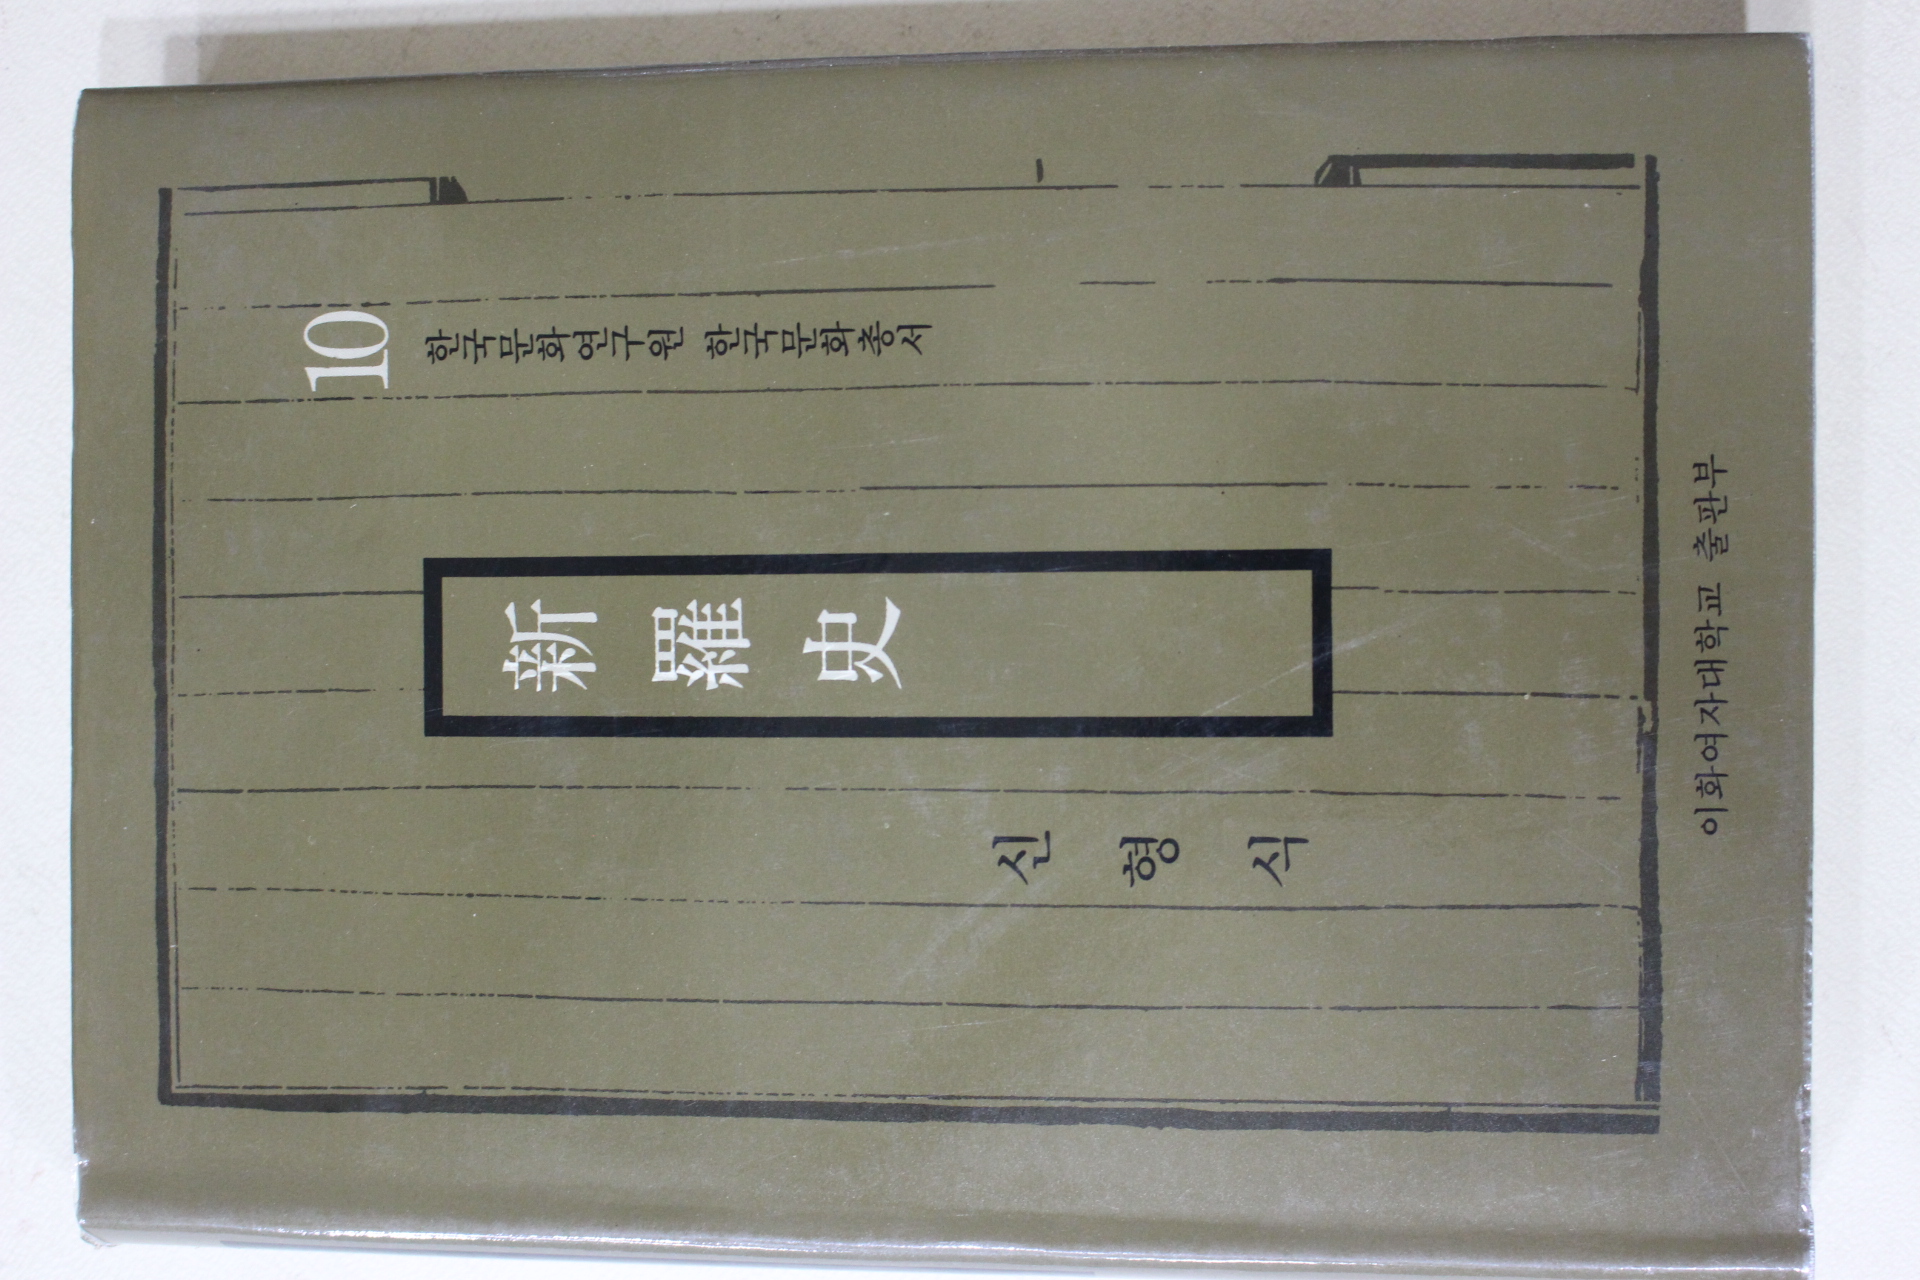 10
한국문화연구원 한국문화총서
新羅史
신형식
이화여자대학교 출판부